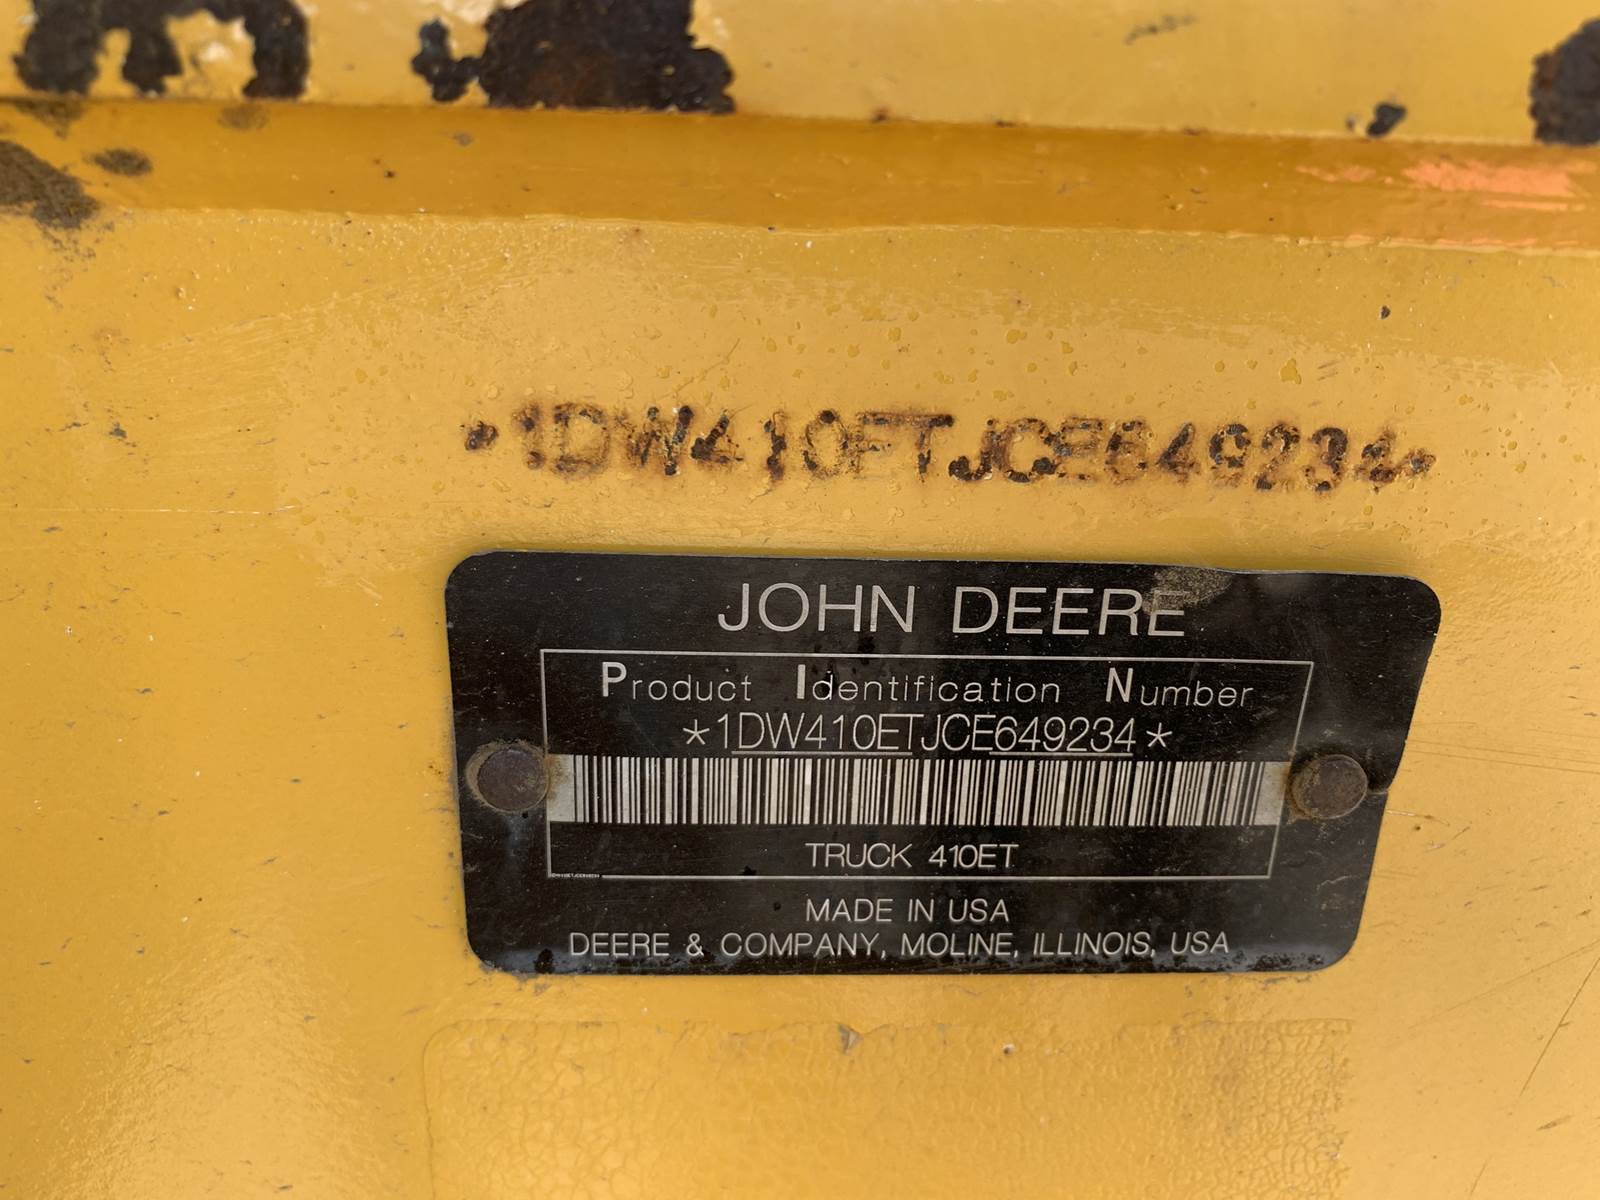 *1DW410ETJCE649234*
JOHN DEERE
Product Identification Number
*1DW410ETJCE649234*
TRUCK 410ET
MADE IN USA
DEERE & COMPANY, MOLINE, ILLINOIS, USA